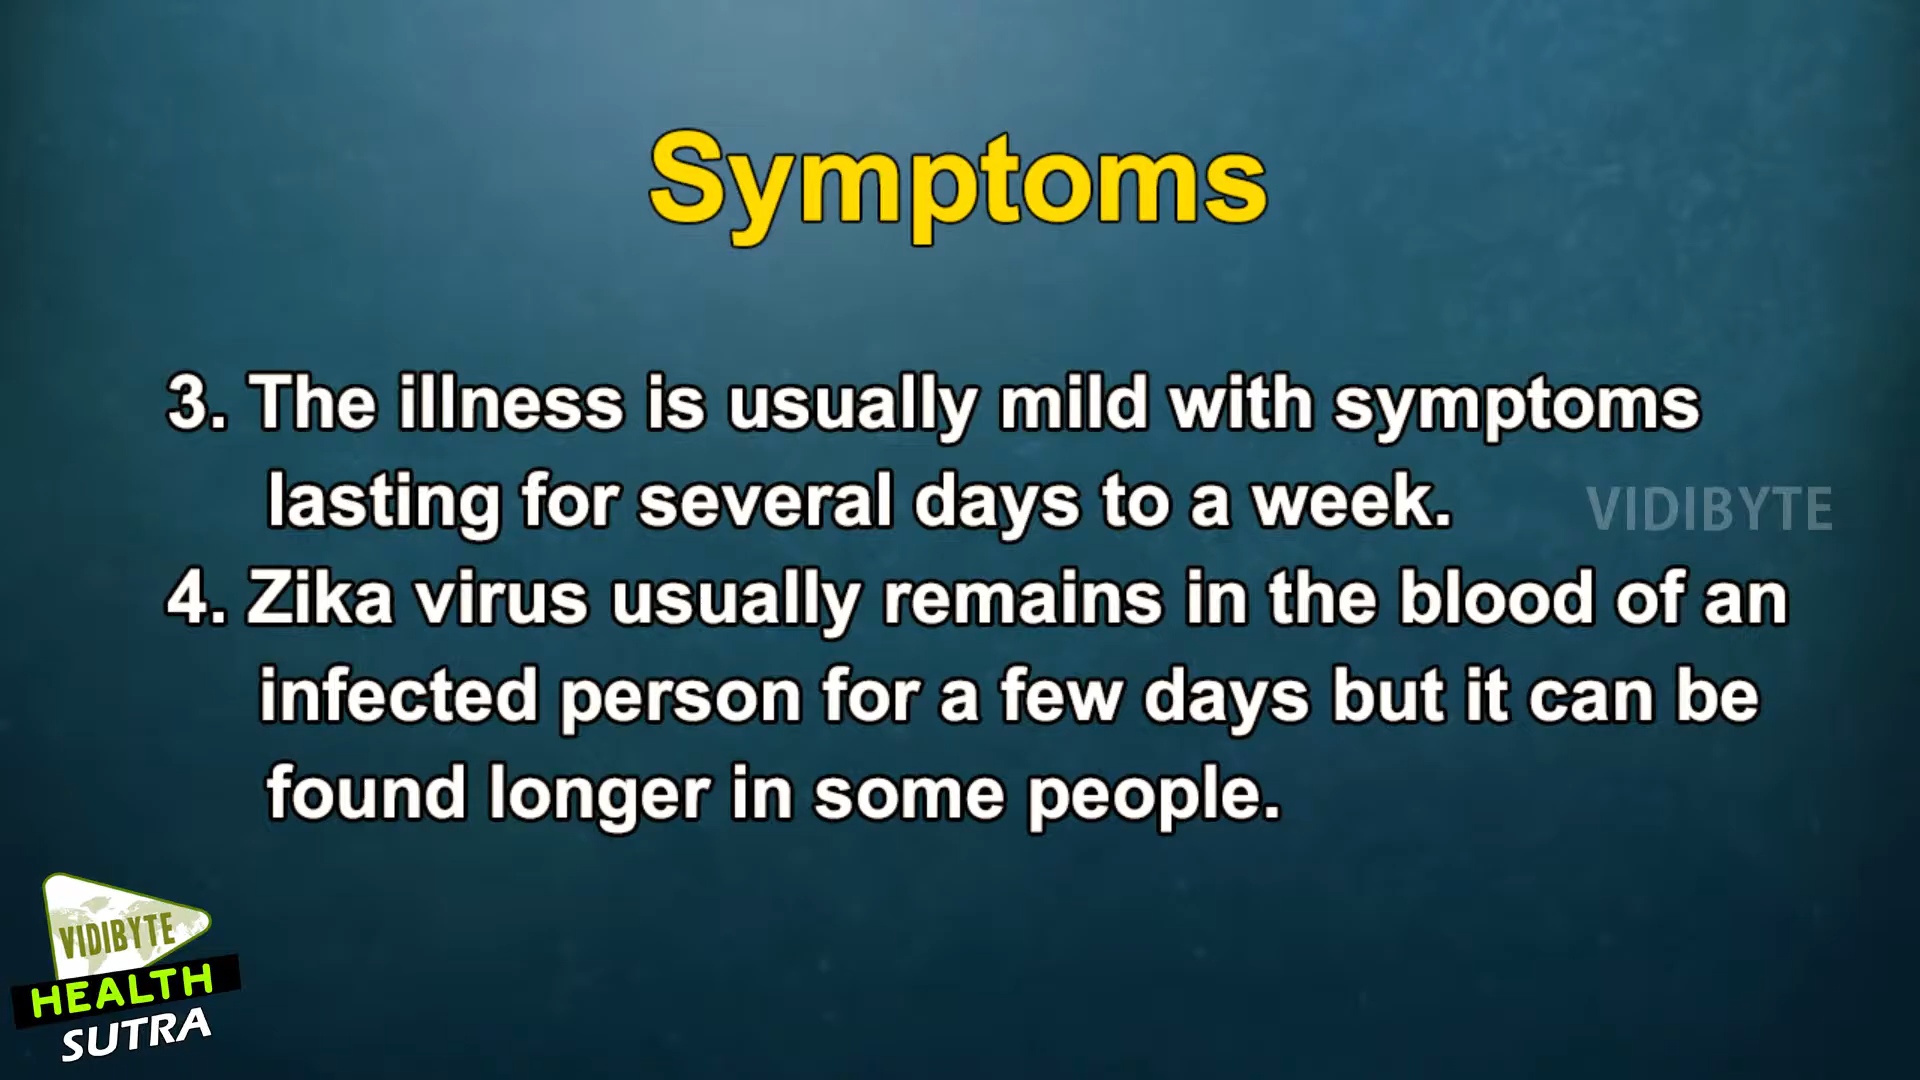 Symptoms
3. The illness is usually mild with symptoms
lasting for several days to a week.
VIDIBYTE
4. Zika virus usually remains in the blood of an
infected person for a few days but it can be
found longer in some people.
VIDIBYTE
HEALTH
SUTRA